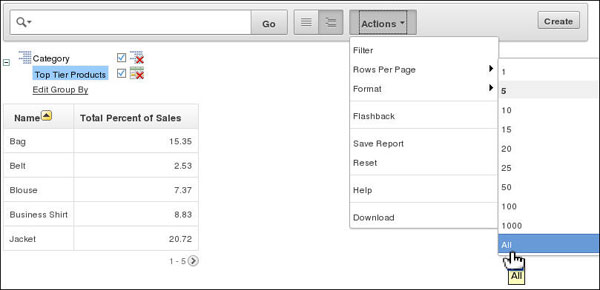 Go
Actions
Create
Category
Top Tier Products
Edit Group By
Name Total Percent of Sales
Bag 15.35
Belt 2.53
Blouse 7.37
Business Shirt 8.83
Jacket 20.72
1 - 5
Filter
Rows Per Page
Format
Flashback
Save Report
Reset
Help
Download
1
5
10
15
20
25
50
100
1000
All
All